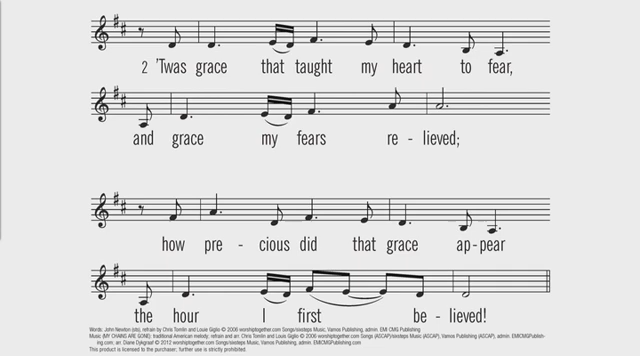 2 'Twas grace that taught my heart to fear,
and grace my fears re - lieved;
how pre - cious did that grace ap - pear
the hour I first be - lieved!
Words: John Newton (sts), refrain by Chris Tomlin and Louie Giglio © 2006 worshiptogether.com Songs/sixsteps Music, Vamos Publishing, admin. EMI CMG Publishing
Music (MY CHAINS ARE GONE): traditional American melody; refrain and arr. Chris Tomlin and Louie Giglio © 2006 worshiptogether.com Songs (ASCAP)/sixsteps Music (ASCAP), Vamos Publishing (ASCAP), admin. EMICMGPublish-
ing.com; arr. Diane Dykgraaf © 2012 worshiptogether.com Songs/sixsteps Music, Vamos Publishing, admin. EMICMGPublishing.com
This product is licensed to the purchaser; further use is strictly prohibited.